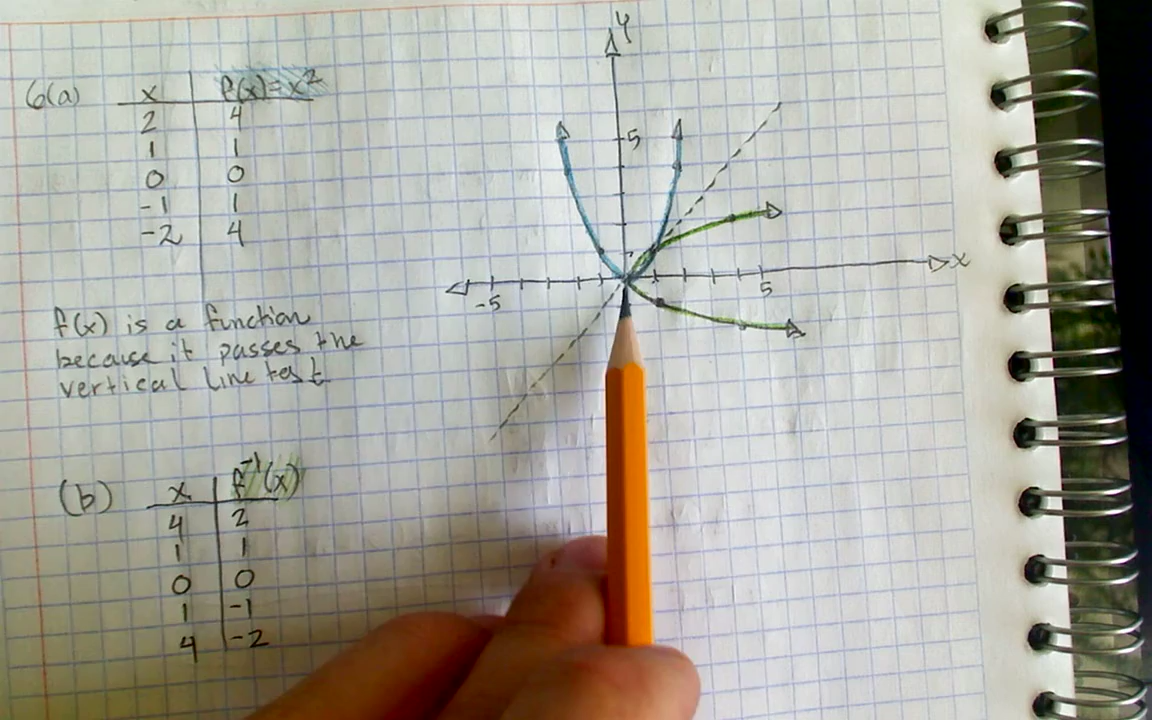 6(a)
x f(x)=x²
2 4
1 1
0 0
-1 1
-2 4
f(x) is a function
because it passes the
vertical line test
(b)
x f⁻¹(x)
4 2
1 1
0 0
1 -1
4 -2
y
5
x
-5 5